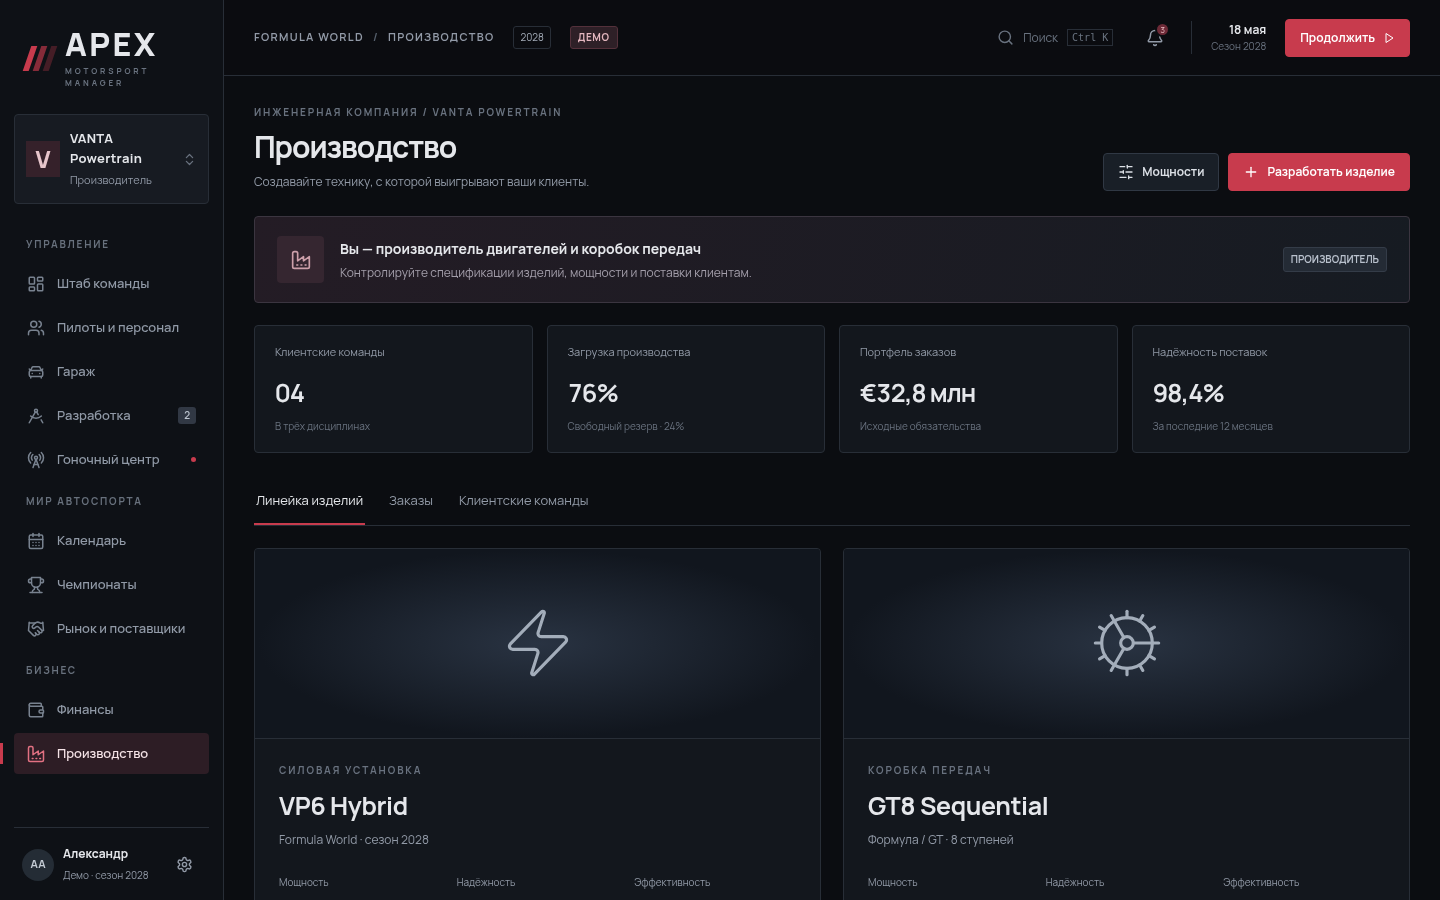 APEX
MOTORSPORT
MANAGER
V
VANTA
Powertrain
Производитель
УПРАВЛЕНИЕ
Штаб команды
Пилоты и персонал
Гараж
Разработка 2
Гоночный центр
МИР АВТОСПОРТА
Календарь
Чемпионаты
Рынок и поставщики
БИЗНЕС
Финансы
Производство
AA
Александр
Демо · сезон 2028
FORMULA WORLD / ПРОИЗВОДСТВО 2028 ДЕМО
Поиск Ctrl K
3
18 мая
Сезон 2028
Продолжить
ИНЖЕНЕРНАЯ КОМПАНИЯ / VANTA POWERTRAIN
Производство
Создавайте технику, с которой выигрывают ваши клиенты.
Мощности
Разработать изделие
Вы — производитель двигателей и коробок передач
Контролируйте спецификации изделий, мощности и поставки клиентам.
ПРОИЗВОДИТЕЛЬ
Клиентские команды
04
В трёх дисциплинах
Загрузка производства
76%
Свободный резерв · 24%
Портфель заказов
€32,8 млн
Исходные обязательства
Надёжность поставок
98,4%
За последние 12 месяцев
Линейка изделий Заказы Клиентские команды
СИЛОВАЯ УСТАНОВКА
VP6 Hybrid
Formula World · сезон 2028
Мощность Надёжность Эффективность
КОРОБКА ПЕРЕДАЧ
GT8 Sequential
Формула / GT · 8 ступеней
Мощность Надёжность Эффективность